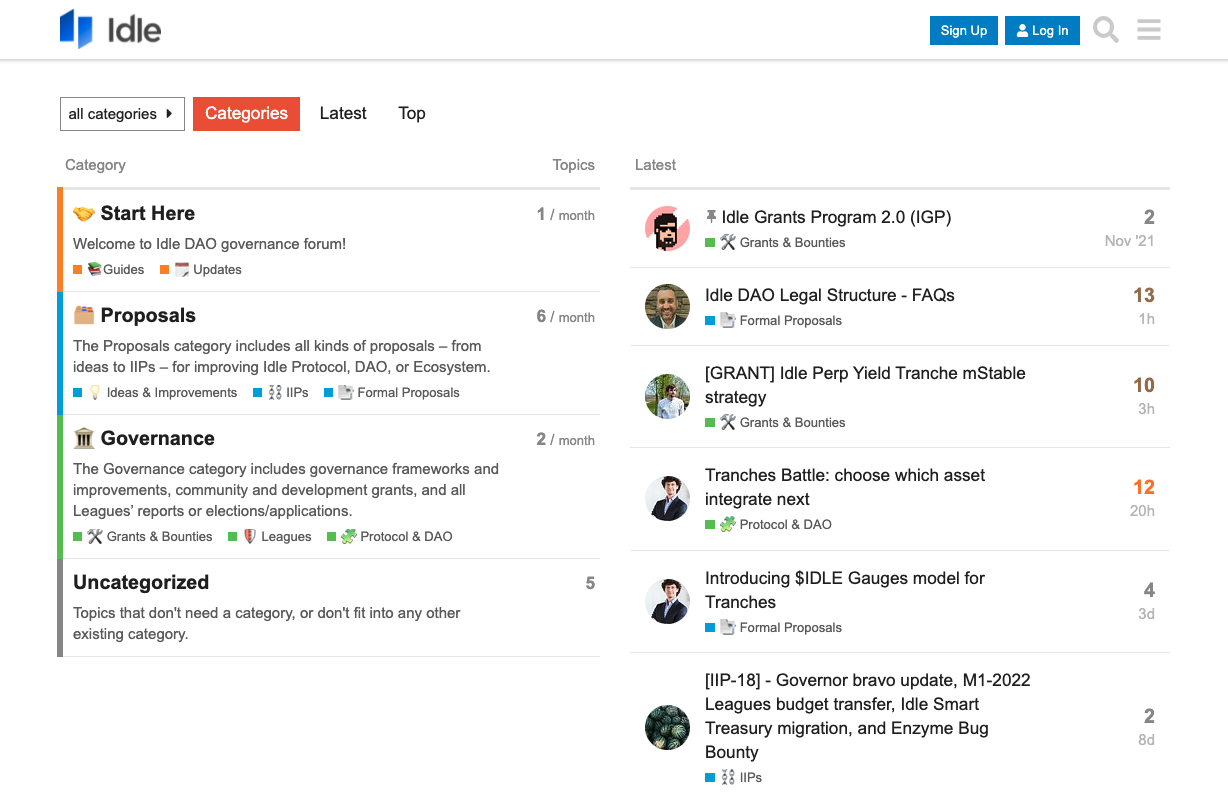 Idle
Sign Up
Log In
all categories
Categories
Latest
Top
Category
Topics
Start Here
1 / month
Welcome to Idle DAO governance forum!
Guides
Updates
Proposals
6 / month
The Proposals category includes all kinds of proposals – from
ideas to IIPs – for improving Idle Protocol, DAO, or Ecosystem.
Ideas & Improvements
IIPs
Formal Proposals
Governance
2 / month
The Governance category includes governance frameworks and
improvements, community and development grants, and all
Leagues’ reports or elections/applications.
Grants & Bounties
Leagues
Protocol & DAO
Uncategorized
5
Topics that don't need a category, or don't fit into any other
existing category.
Latest
Idle Grants Program 2.0 (IGP)
Grants & Bounties
2
Nov '21
Idle DAO Legal Structure - FAQs
Formal Proposals
13
1h
[GRANT] Idle Perp Yield Tranche mStable
strategy
Grants & Bounties
10
3h
Tranches Battle: choose which asset
integrate next
Protocol & DAO
12
20h
Introducing $IDLE Gauges model for
Tranches
Formal Proposals
4
3d
[IIP-18] - Governor bravo update, M1-2022
Leagues budget transfer, Idle Smart
Treasury migration, and Enzyme Bug
Bounty
IIPs
2
8d